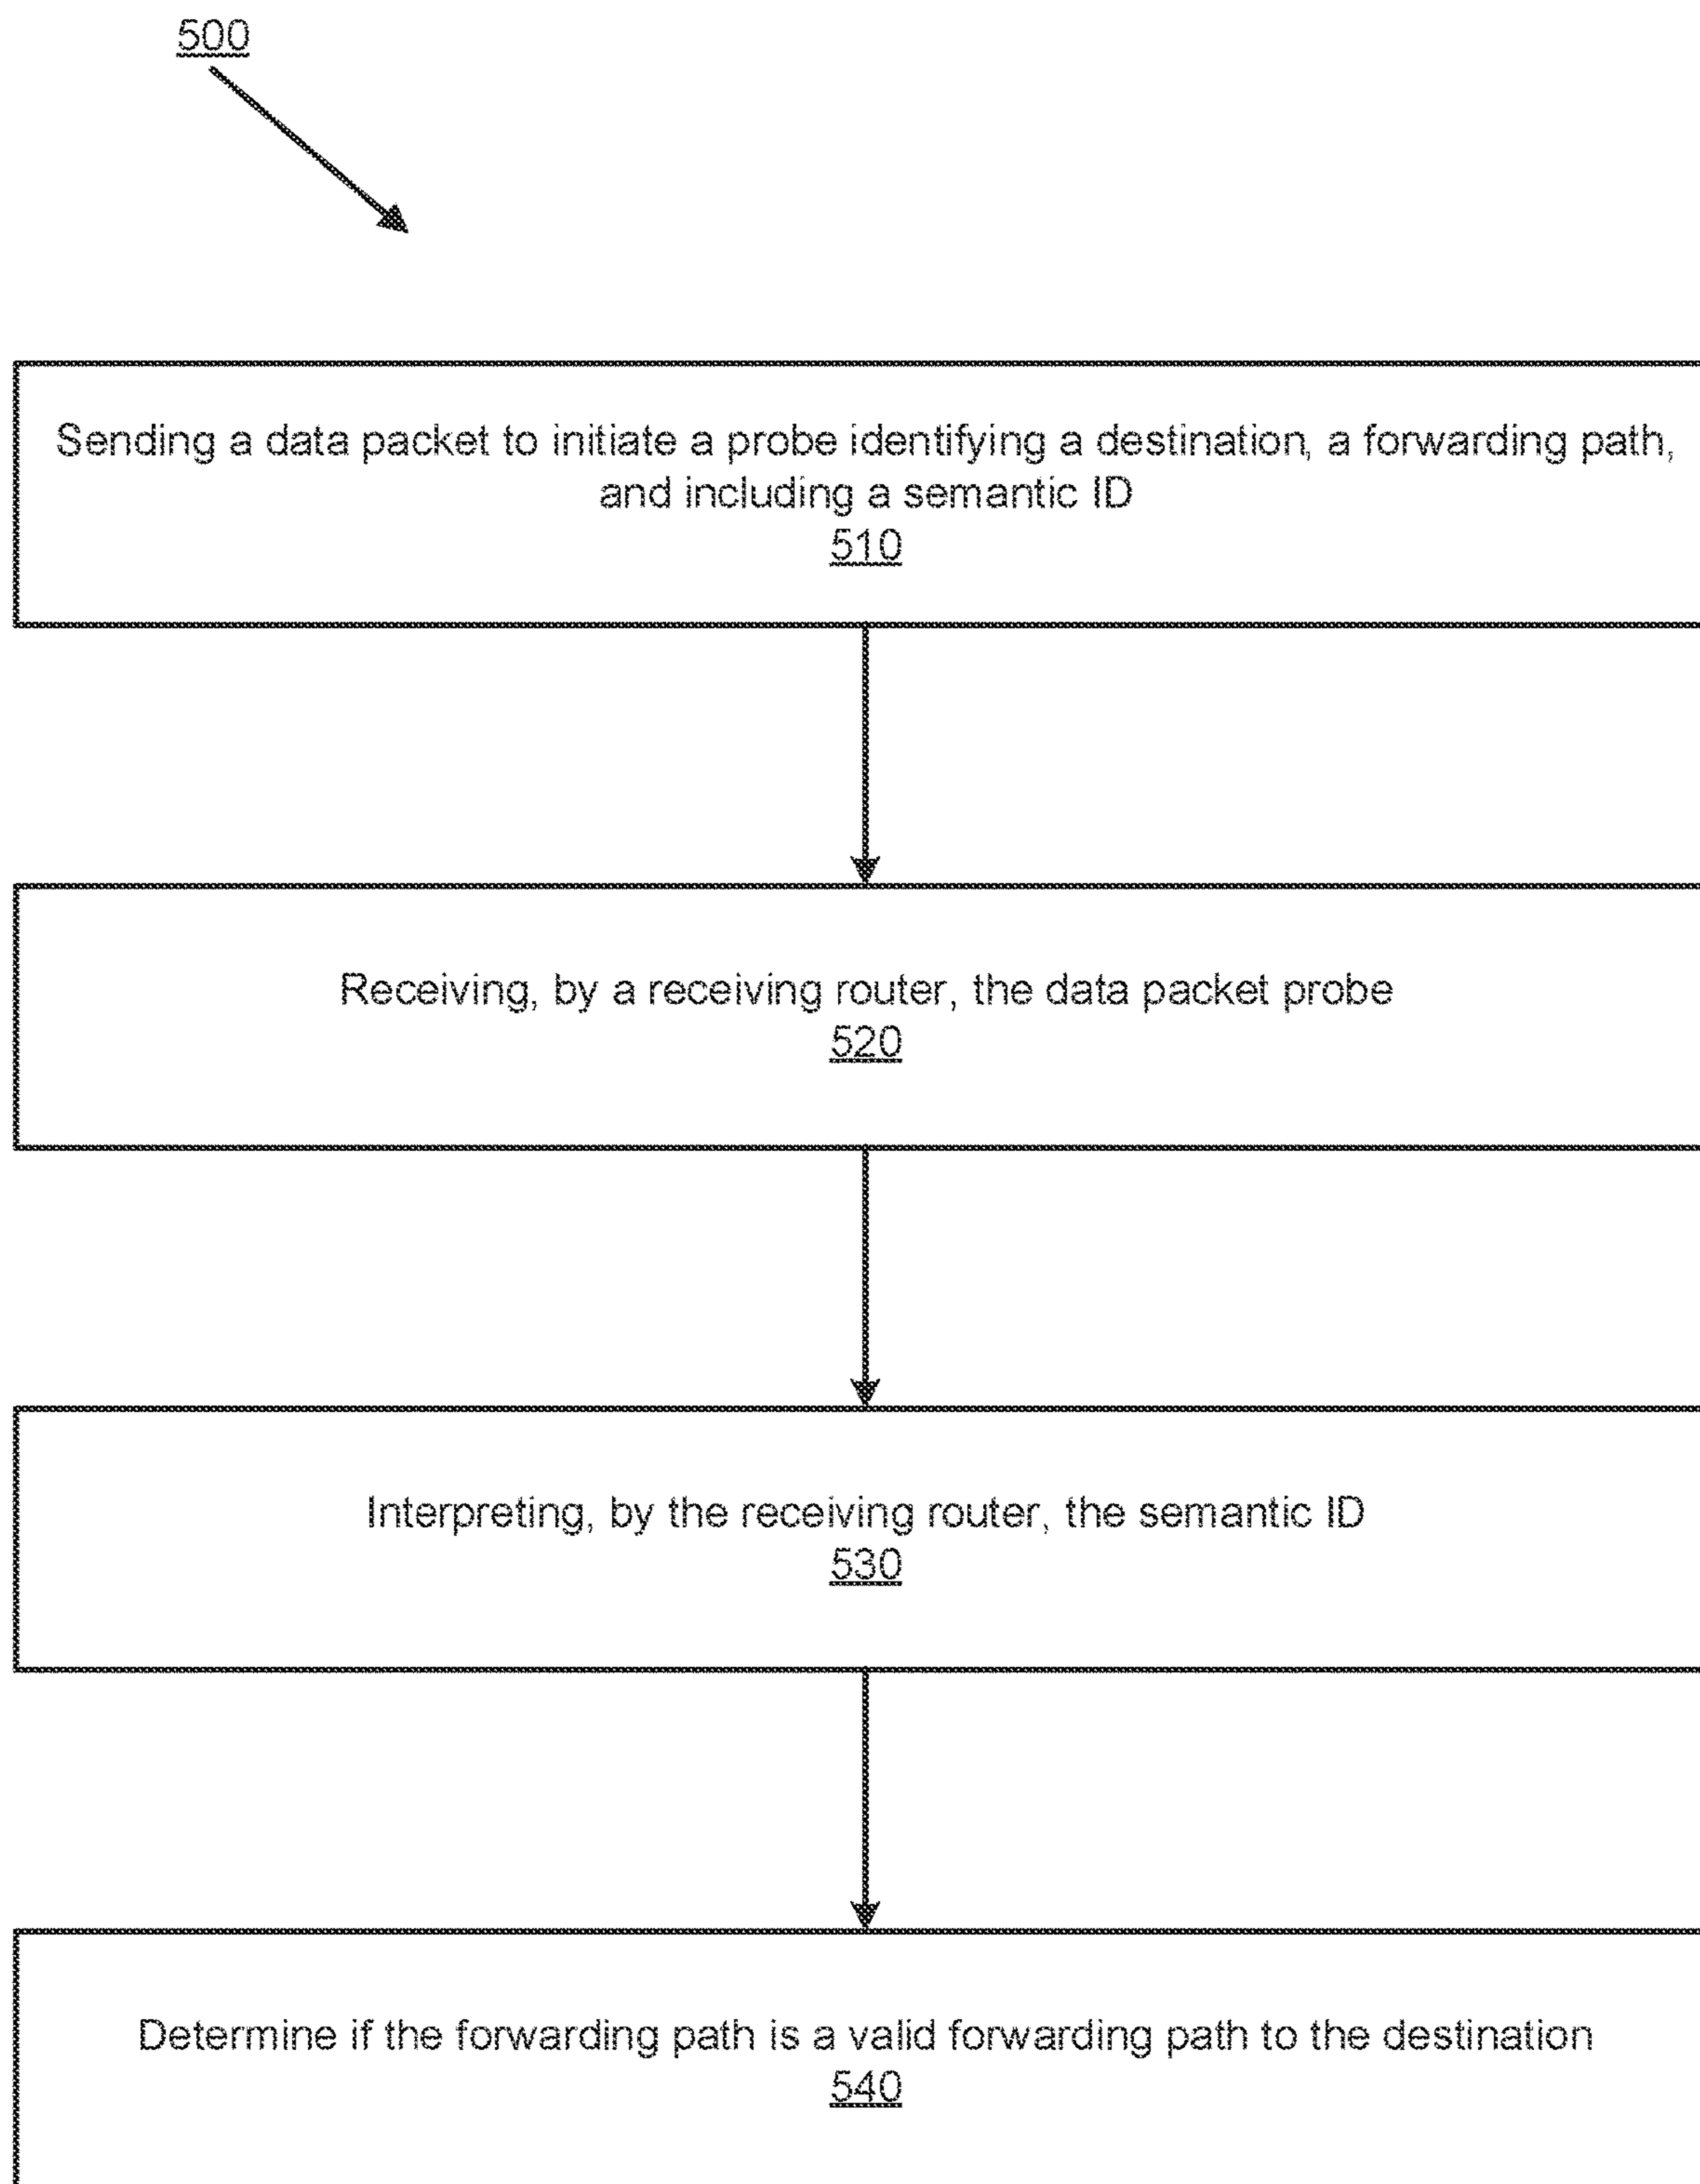 500
Sending a data packet to initiate a probe identifying a destination, a forwarding path,
and including a semantic ID
510
Receiving, by a receiving router, the data packet probe
520
Interpreting, by the receiving router, the semantic ID
530
Determine if the forwarding path is a valid forwarding path to the destination
540